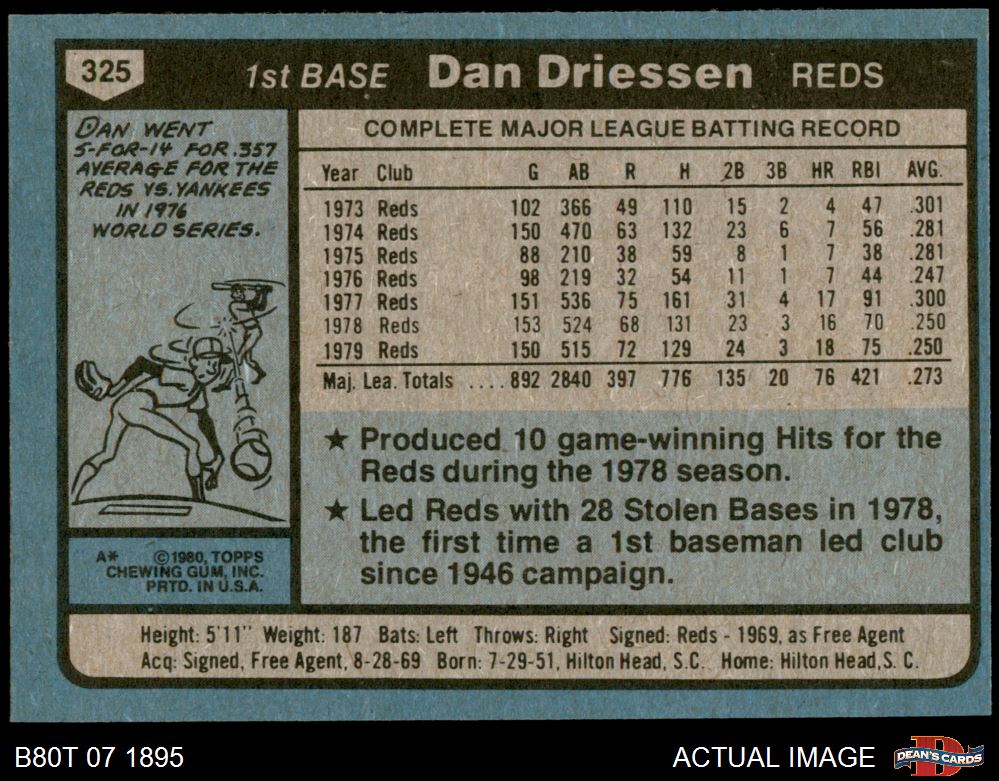 325 1st BASE Dan Driessen REDS
DAN WENT
5-FOR-14 FOR .357
AVERAGE FOR THE
REDS VS. YANKEES
IN 1976
WORLD SERIES.
COMPLETE MAJOR LEAGUE BATTING RECORD
Year Club G AB R H 2B 3B HR RBI AVG.
1973 Reds 102 366 49 110 15 2 4 47 .301
1974 Reds 150 470 63 132 23 6 7 56 .281
1975 Reds 88 210 38 59 8 1 7 38 .281
1976 Reds 98 219 32 54 11 1 7 44 .247
1977 Reds 151 536 75 161 31 4 17 91 .300
1978 Reds 153 524 68 131 23 3 16 70 .250
1979 Reds 150 515 72 129 24 3 18 75 .250
Maj. Lea. Totals .... 892 2840 397 776 135 20 76 421 .273
★ Produced 10 game-winning Hits for the
Reds during the 1978 season.
★ Led Reds with 28 Stolen Bases in 1978,
the first time a 1st baseman led club
since 1946 campaign.
A* ©1980, TOPPS
CHEWING GUM, INC.
PRTD. IN U.S.A.
Height: 5'11" Weight: 187 Bats: Left Throws: Right Signed: Reds - 1969, as Free Agent
Acq: Signed, Free Agent, 8-28-69 Born: 7-29-51, Hilton Head, S.C. Home: Hilton Head, S. C.
B80T 07 1895
ACTUAL IMAGE
D
DEAN'S CARDS